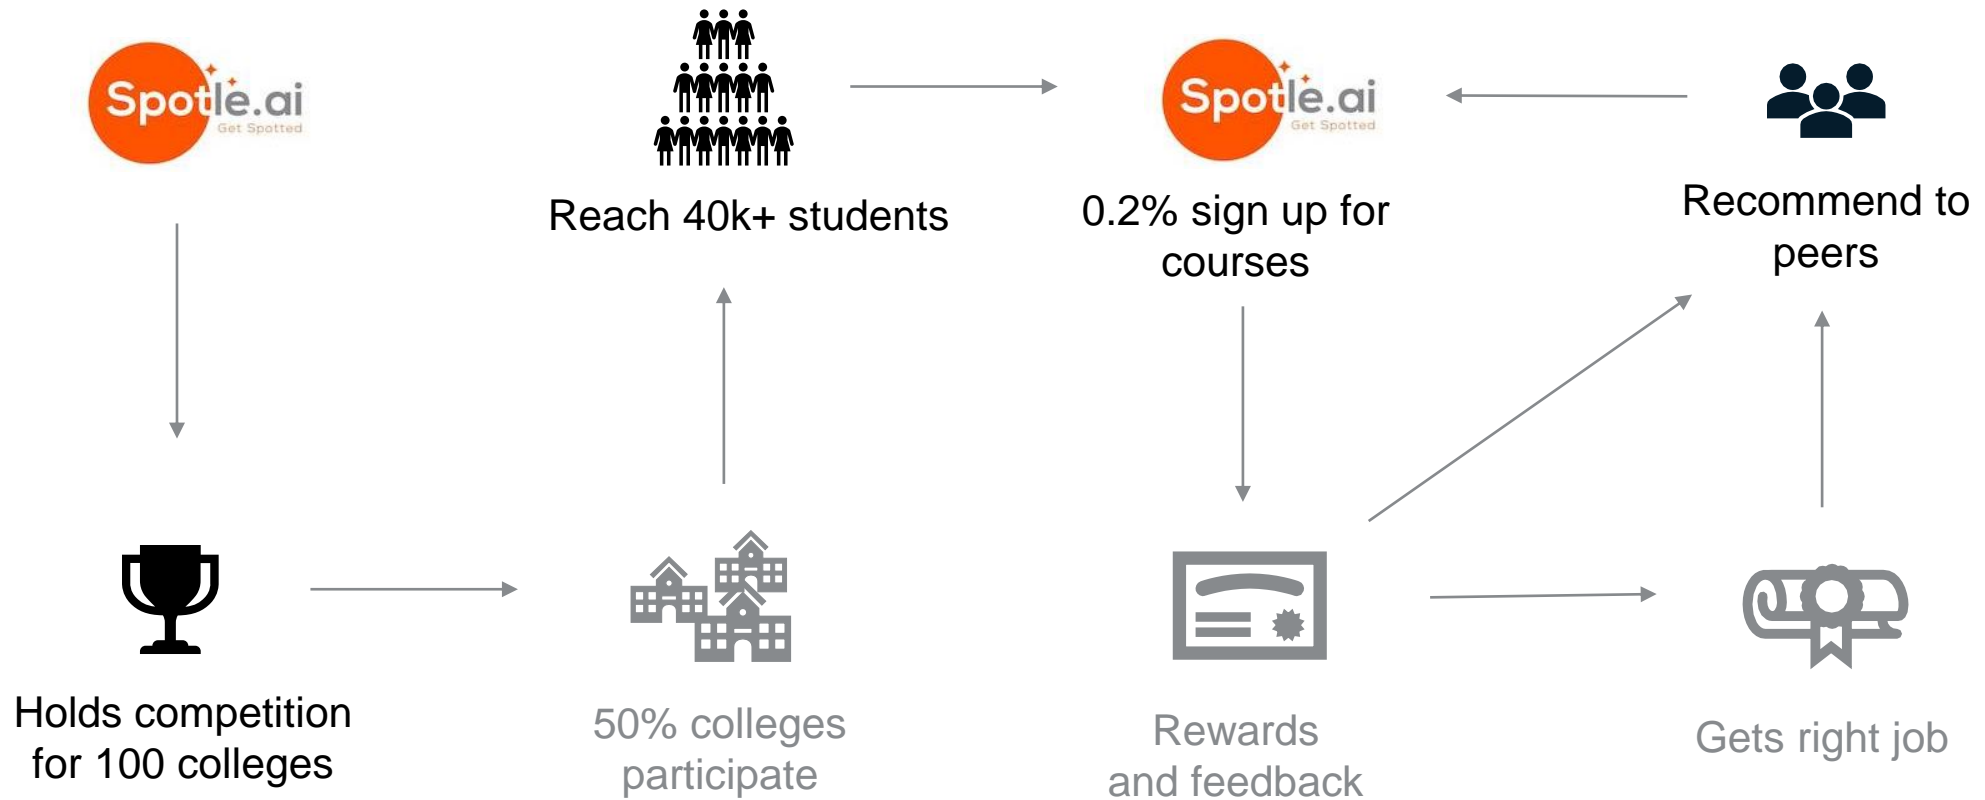 Spotle.ai
Get Spotted
Reach 40k+ students
Spotle.ai
Get Spotted
0.2% sign up for
courses
Recommend to
peers
Holds competition
for 100 colleges
50% colleges
participate
Rewards
and feedback
Gets right job